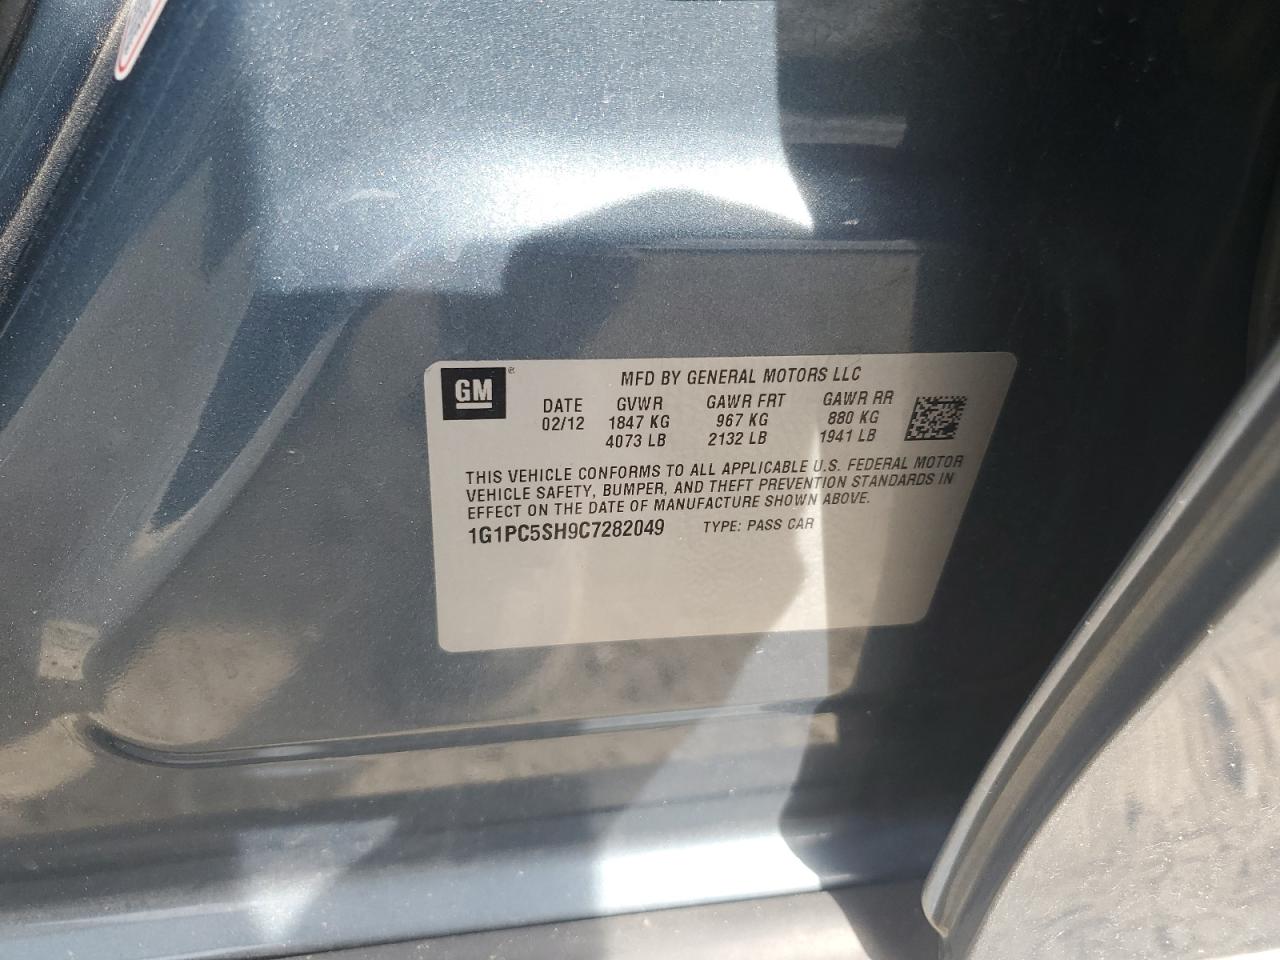 GM
MFD BY GENERAL MOTORS LLC
DATE GVWR GAWR FRT GAWR RR
02/12 1847 KG 967 KG 880 KG
4073 LB 2132 LB 1941 LB
THIS VEHICLE CONFORMS TO ALL APPLICABLE U.S. FEDERAL MOTOR
VEHICLE SAFETY, BUMPER, AND THEFT PREVENTION STANDARDS IN
EFFECT ON THE DATE OF MANUFACTURE SHOWN ABOVE.
1G1PC5SH9C7282049 TYPE: PASS CAR